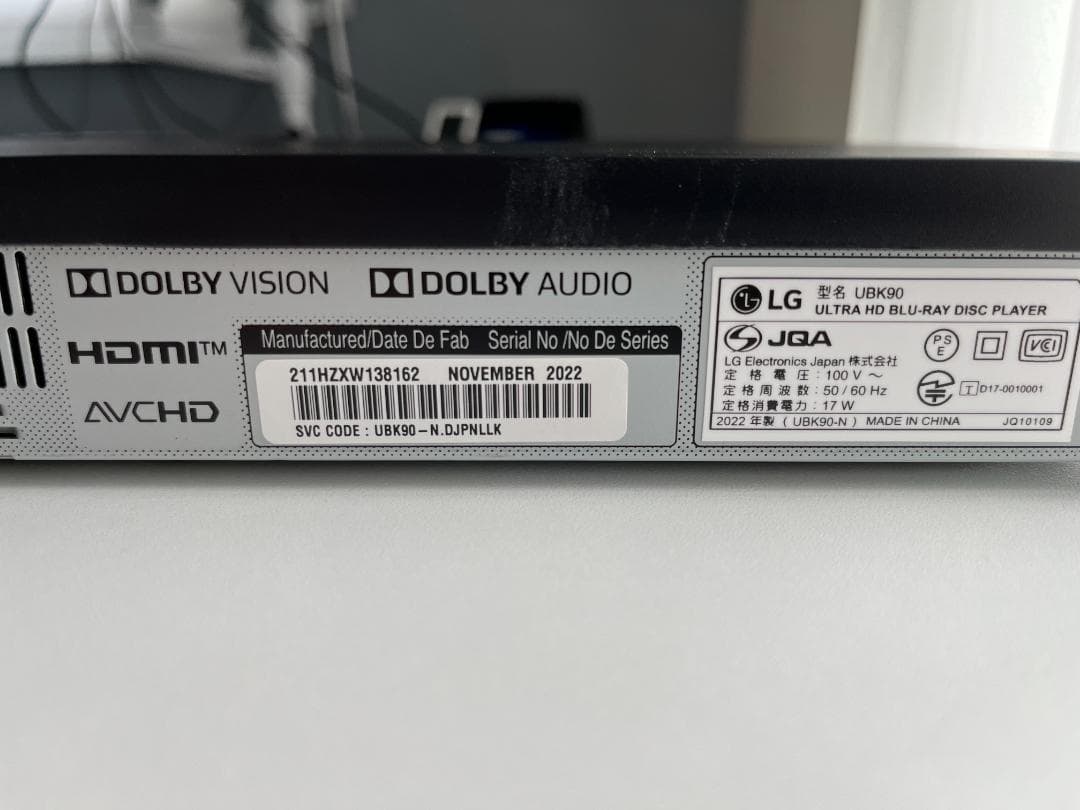 DOLBY VISION
DOLBY AUDIO
HDMI™
AVCHD
Manufactured/Date De Fab Serial No /No De Series
211HZXW138162 NOVEMBER 2022
SVC CODE : UBK90-N.DJPNLLK
LG 型名 UBK90
ULTRA HD BLU-RAY DISC PLAYER
JQA
PS
E
VCI
LG Electronics Japan 株式会社
定格電圧 : 100 V ～
定格周波数 : 50 / 60 Hz
T D17-0010001
定格消費電力 : 17 W
2022 年製 ( UBK90-N ) MADE IN CHINA JQ10109